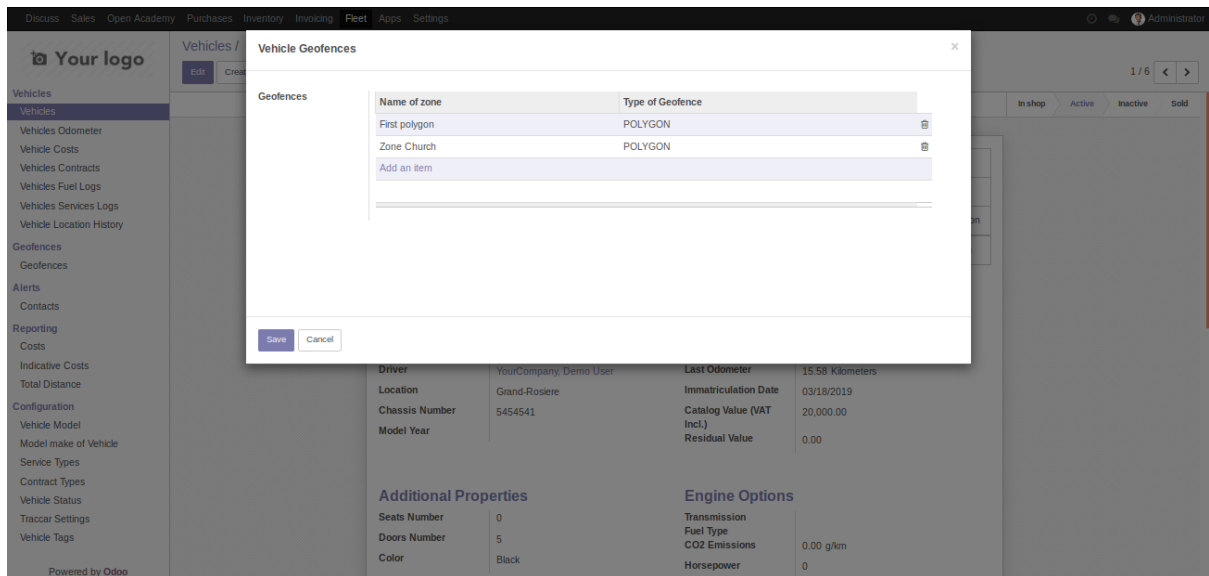 Discuss Sales Open Academy Purchases Inventory Invoicing Fleet Apps Settings Administrator
Your logo
Vehicles /
Edit Creat
1 / 6
Vehicles
Vehicles
Vehicles Odometer
Vehicle Costs
Vehicles Contracts
Vehicles Fuel Logs
Vehicles Services Logs
Vehicle Location History
Geofences
Geofences
Alerts
Contacts
Reporting
Costs
Indicative Costs
Total Distance
Configuration
Vehicle Model
Model make of Vehicle
Service Types
Contract Types
Vehicle Status
Traccar Settings
Vehicle Tags
Powered by Odoo
In shop Active Inactive Sold
Vehicle Geofences ×
Geofences
Name of zone Type of Geofence
First polygon POLYGON
Zone Church POLYGON
Add an item
Save Cancel
on
Driver YourCompany, Demo User Last Odometer 15.58 Kilometers
Location Grand-Rosiere Immatriculation Date 03/18/2019
Chassis Number 5454541 Catalog Value (VAT Incl.) 20,000.00
Model Year Residual Value 0.00
Additional Properties Engine Options
Seats Number 0 Transmission
Fuel Type
Doors Number 5 CO2 Emissions 0.00 g/km
Color Black Horsepower 0